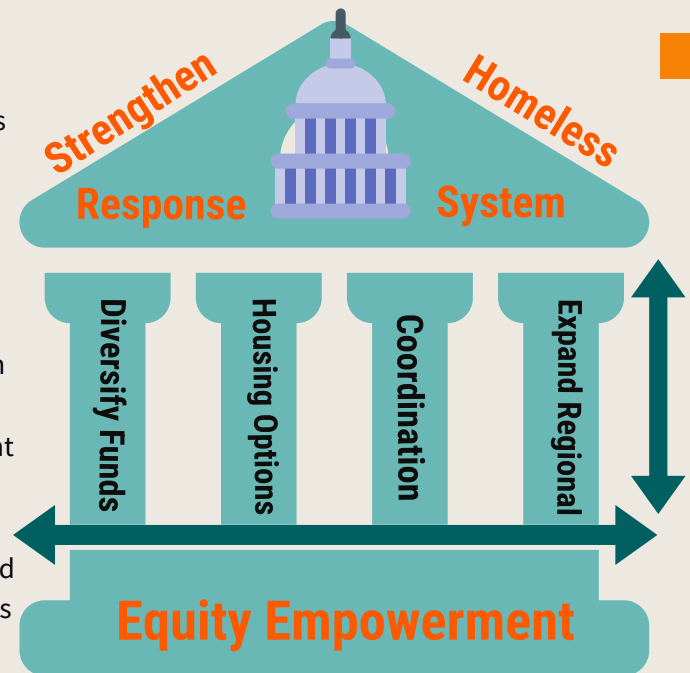 Strengthen
Homeless
Response
System
Diversify Funds
Housing Options
Coordination
Expand Regional
Equity Empowerment